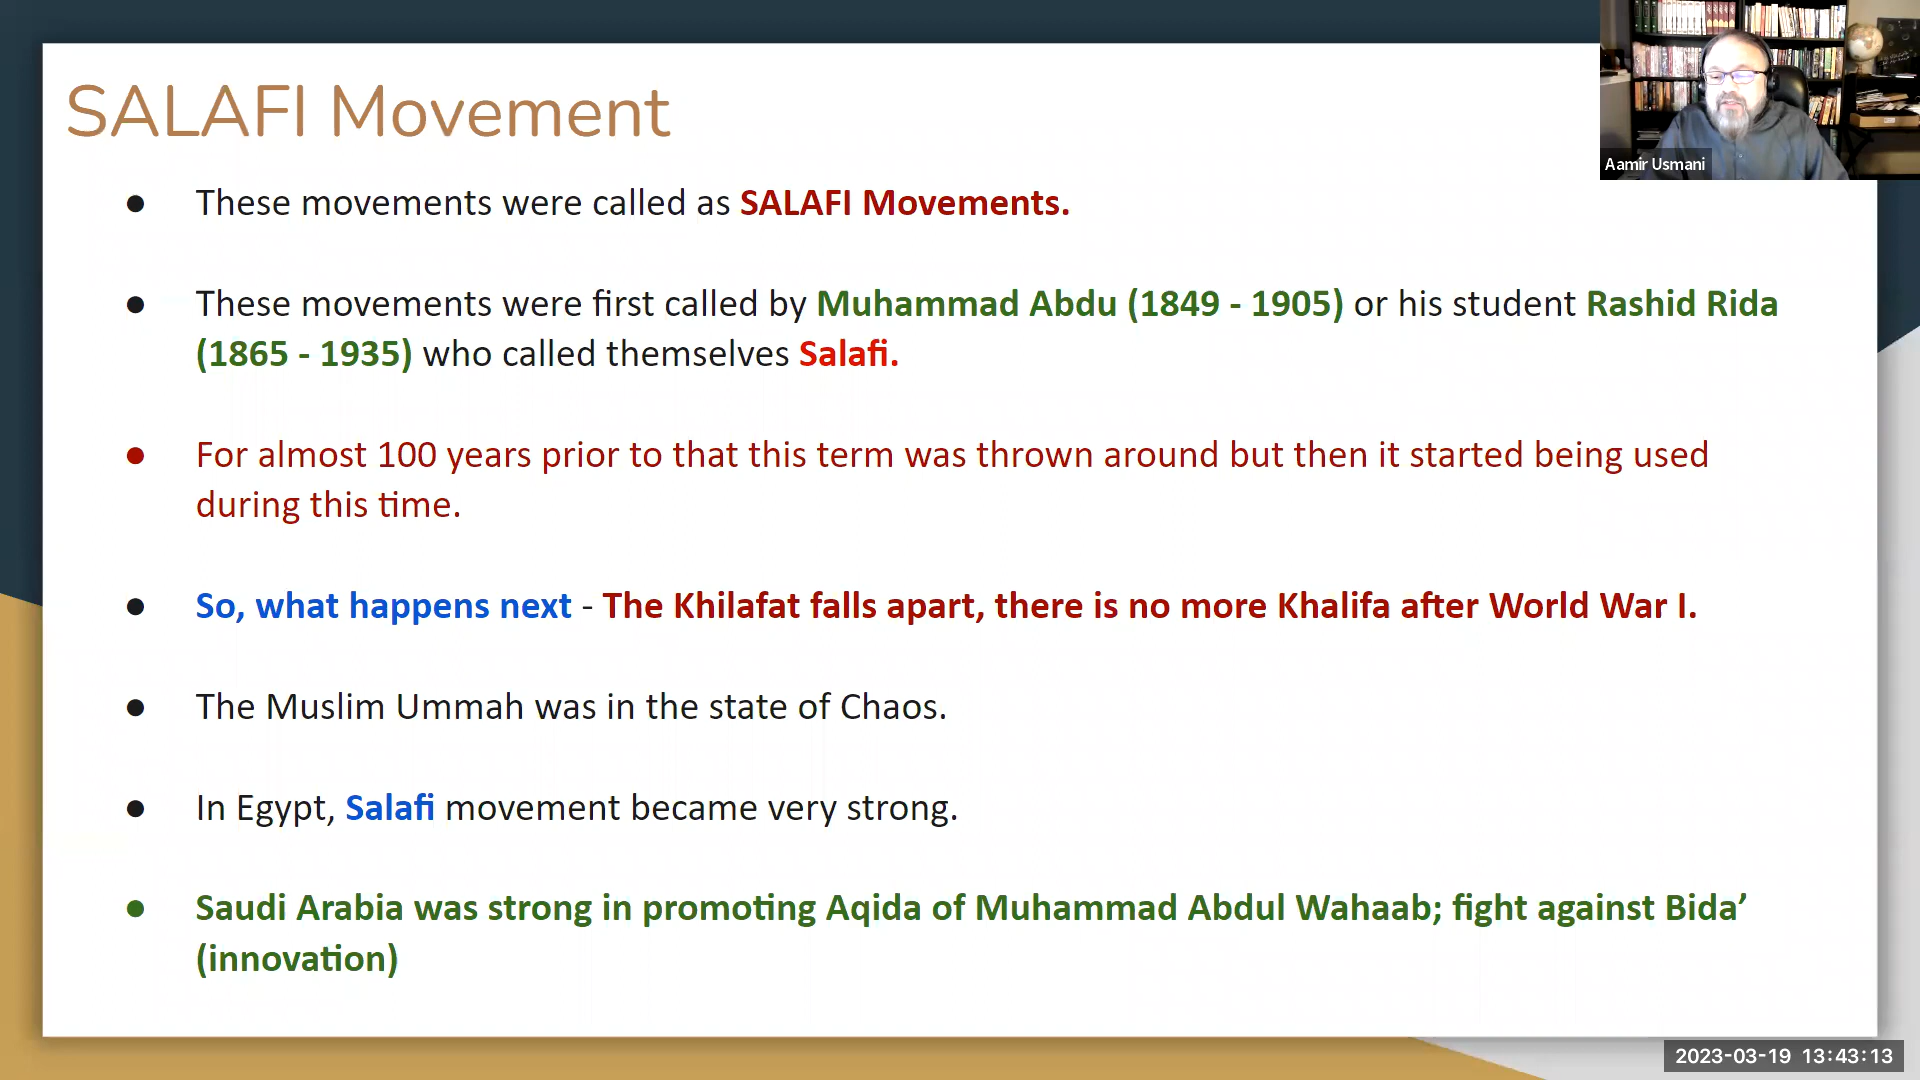 SALAFI Movement
Aamir Usmani
● These movements were called as SALAFI Movements.
● These movements were first called by Muhammad Abdu (1849 - 1905) or his student Rashid Rida
(1865 - 1935) who called themselves Salafi.
● For almost 100 years prior to that this term was thrown around but then it started being used
during this time.
● So, what happens next - The Khilafat falls apart, there is no more Khalifa after World War I.
● The Muslim Ummah was in the state of Chaos.
● In Egypt, Salafi movement became very strong.
● Saudi Arabia was strong in promoting Aqida of Muhammad Abdul Wahaab; fight against Bida’
(innovation)
2023-03-19 13:43:13